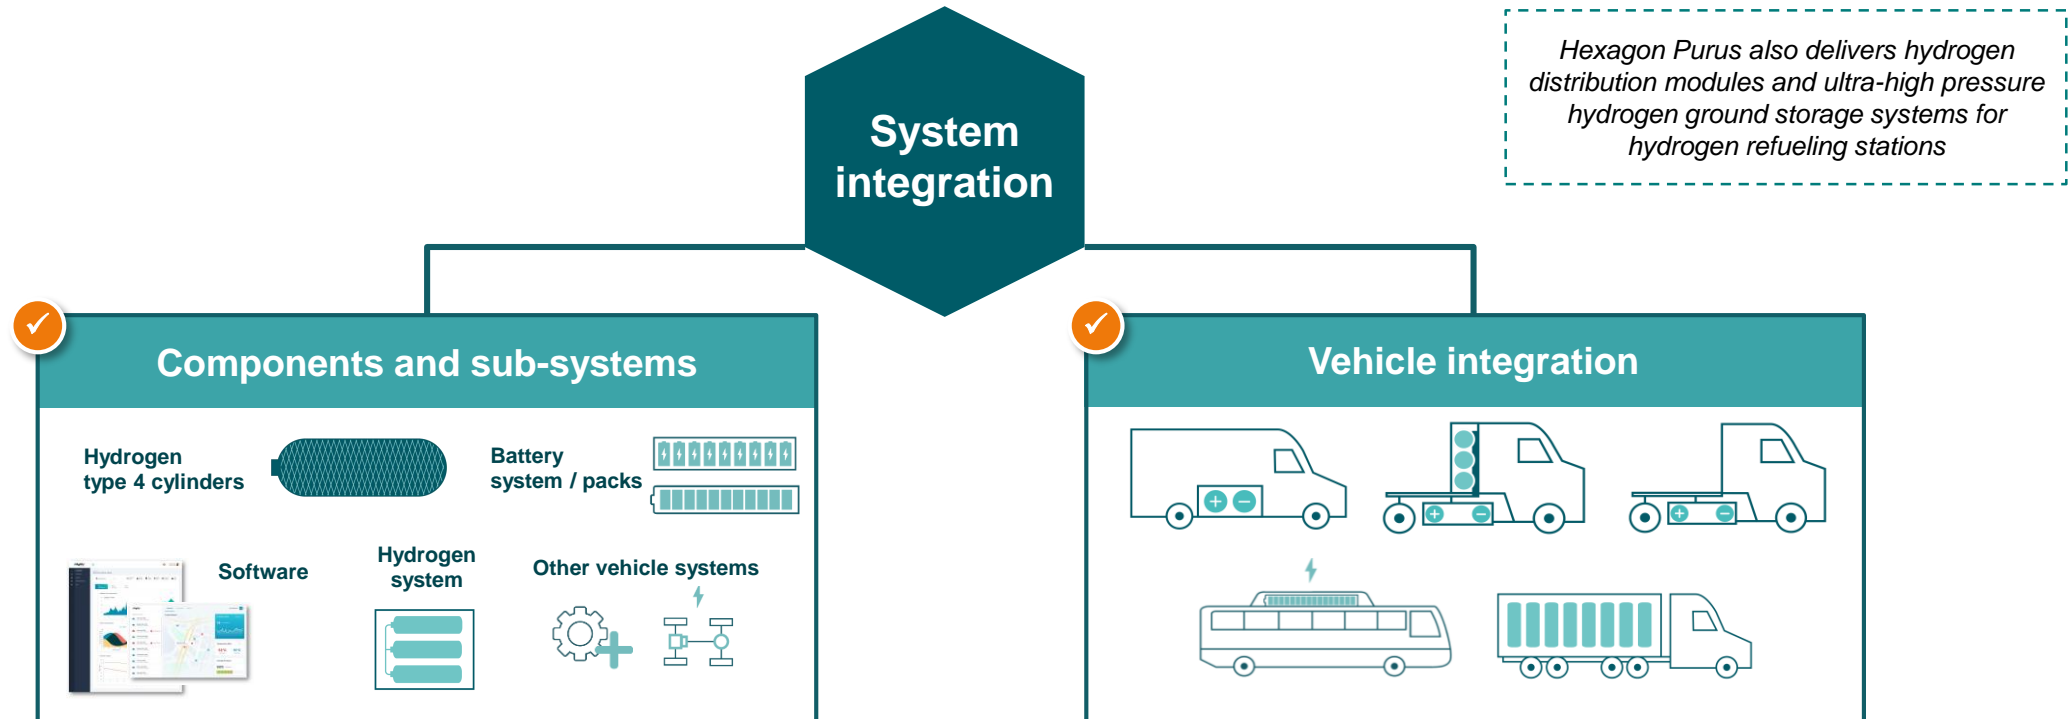 System
integration
Hexagon Purus also delivers hydrogen
distribution modules and ultra-high pressure
hydrogen ground storage systems for
hydrogen refueling stations
Components and sub-systems
Hydrogen
type 4 cylinders
Battery
system / packs
Software
Hydrogen
system
Other vehicle systems
Vehicle integration